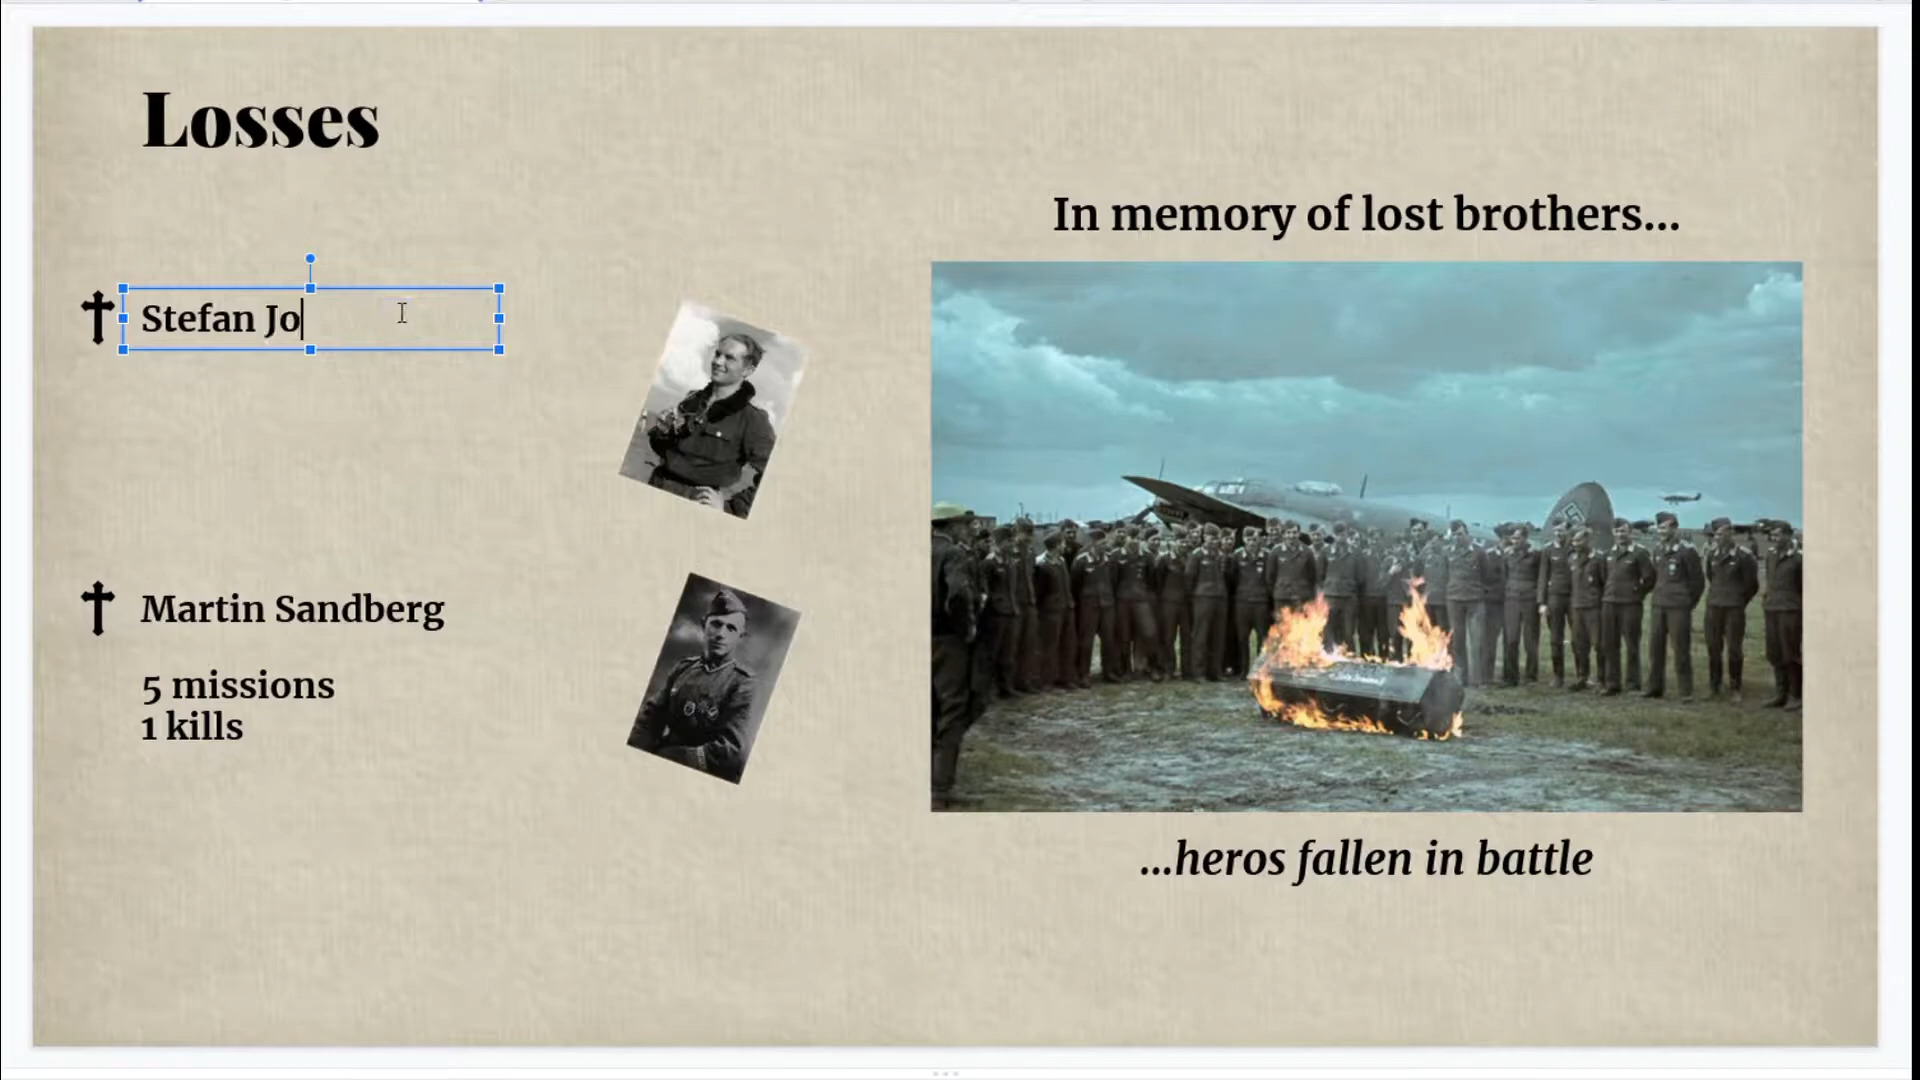 Losses
Stefan Jo
Martin Sandberg
5 missions
1 kills
In memory of lost brothers...
...heros fallen in battle